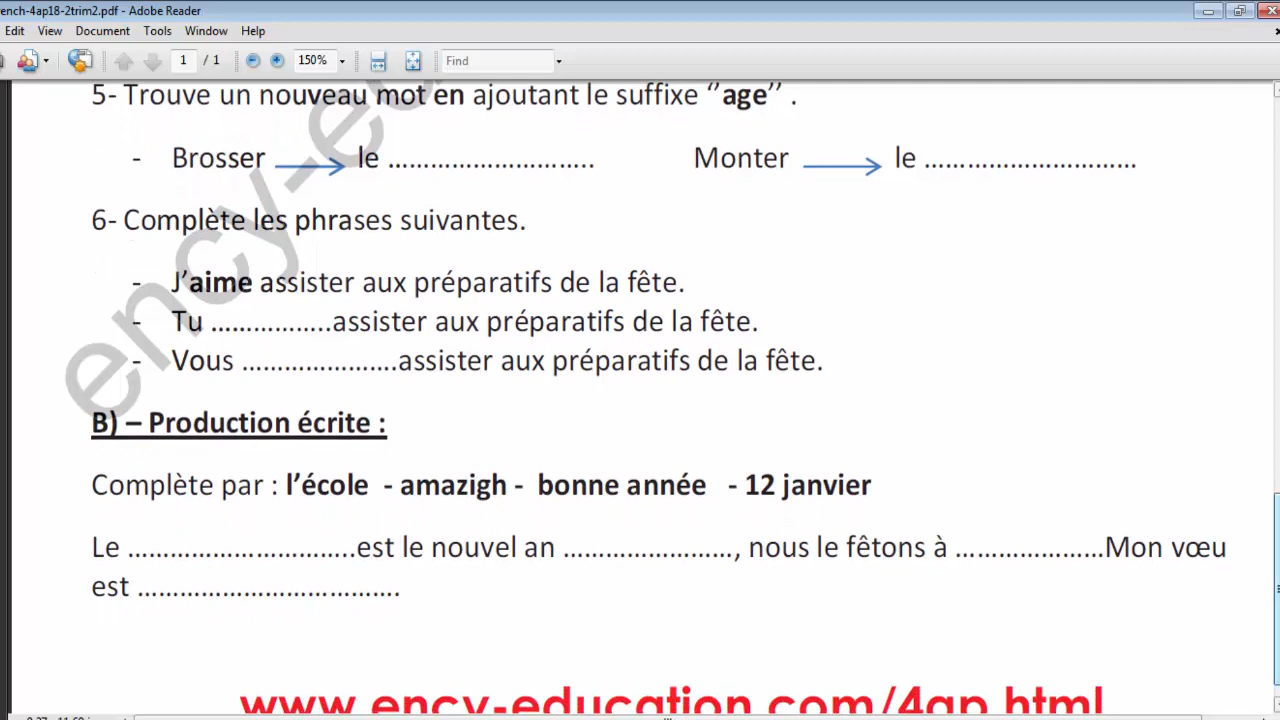 ench-4ap18-2trim2.pdf - Adobe Reader
Edit View Document Tools Window Help
1 / 1 150% Find
5- Trouve un nouveau mot en ajoutant le suffixe ‘’age’’ .
- Brosser le ……………………….. Monter le …………………………
6- Complète les phrases suivantes.
- J’aime assister aux préparatifs de la fête.
- Tu ……………..assister aux préparatifs de la fête.
- Vous ………………….assister aux préparatifs de la fête.
B) – Production écrite :
Complète par : l’école - amazigh - bonne année - 12 janvier
Le …………………………..est le nouvel an ……………………, nous le fêtons à …………………Mon vœu
est ……………………………….
www.ency-education.com/4ap.html